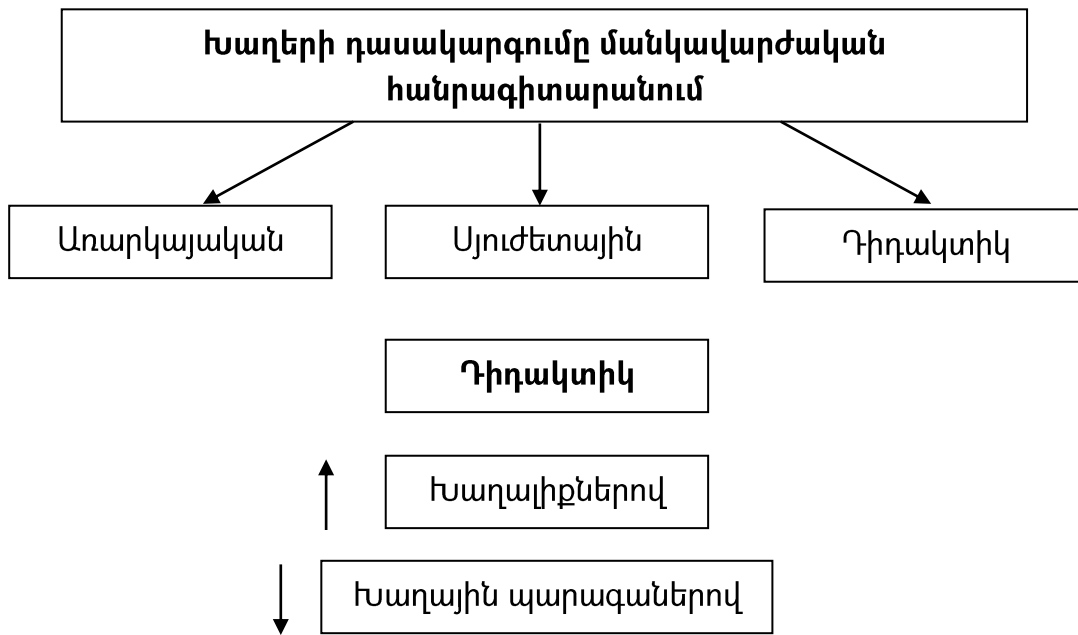 Խաղերի դասակարգումը մանկավարժական
հանրագիտարանում
Առարկայական
Սյուժետային
Դիդակտիկ
Դիդակտիկ
Խաղալիքներով
Խաղային պարագաներով